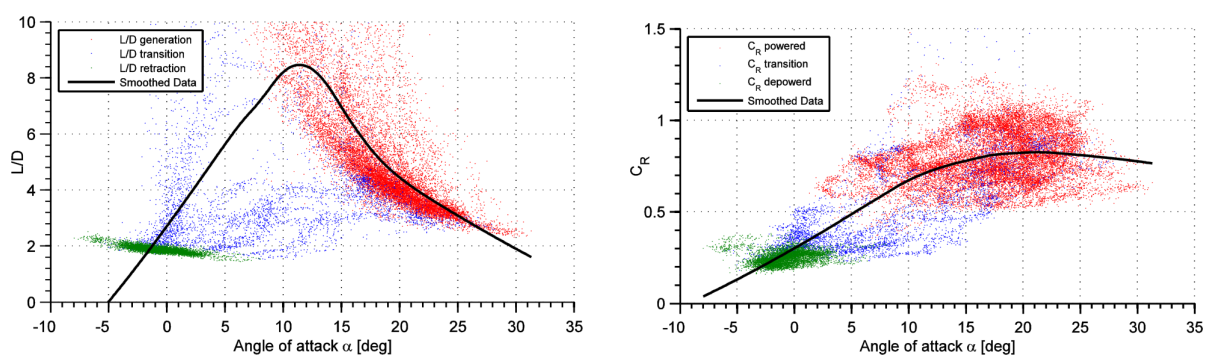 10
8
6
4
2
0
L/D
L/D generation
L/D transition
L/D retraction
Smoothed Data
-10 -5 0 5 10 15 20 25 30 35
Angle of attack α [deg]
1.5
1
0.5
0
C_R
C_R powered
C_R transition
C_R depowerd
Smoothed Data
-10 -5 0 5 10 15 20 25 30 35
Angle of attack α [deg]